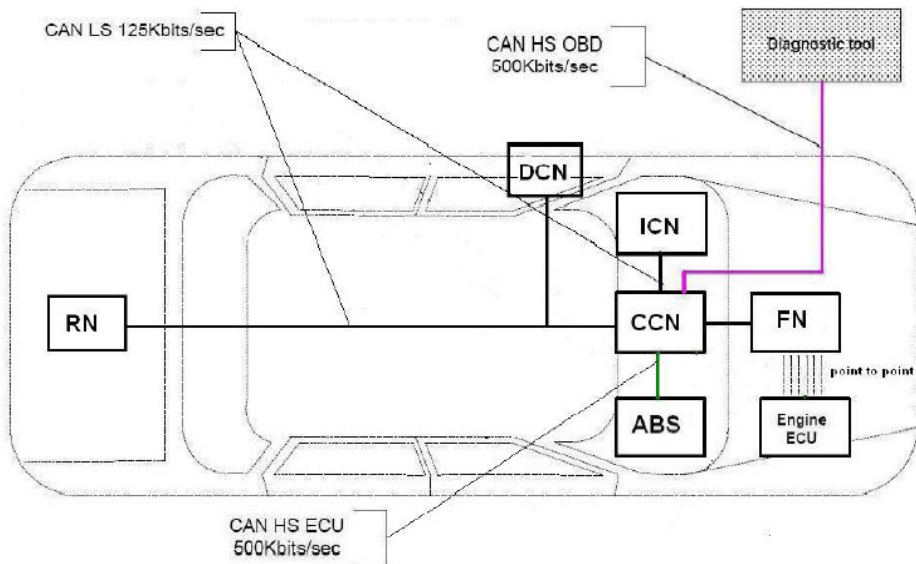 CAN LS 125Kbits/sec
CAN HS OBD
500Kbits/sec
Diagnostic tool
DCN
ICN
RN
CCN
FN
point to point
ABS
Engine
ECU
CAN HS ECU
500Kbits/sec